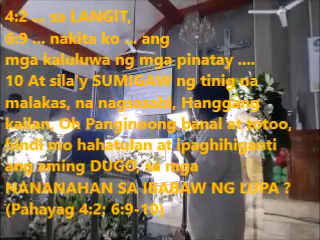 4:2 ... sa LANGIT,
6:9 ... nakita ko ... ang
mga kaluluwa ng mga pinatay ....
10 At sila'y SUMIGAW ng tinig na
malakas, na nagsasabi, Hanggang
kailan, Oh Panginoong banal at totoo,
hindi mo hahatulan at ipaghihiganti
ang aming DUGO, sa mga
NANANAHAN SA IBABAW NG LUPA ?
(Pahayag 4:2; 6:9-10)